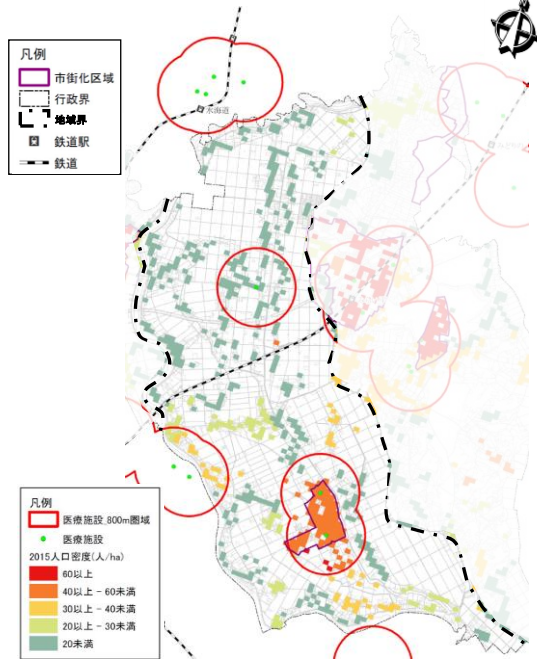 凡例
市街化区域
行政界
地域界
鉄道駅
鉄道
水海道
凡例
医療施設_800m圏域
医療施設
2015人口密度(人/ha)
60以上
40以上 - 60未満
30以上 - 40未満
20以上 - 30未満
20未満